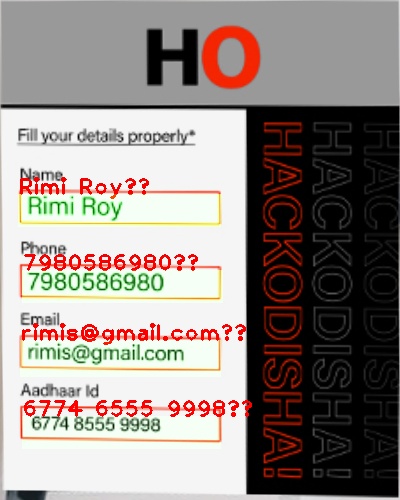 HO
Fill your details properly*
Name
Rimi Roy??
Rimi Roy
Phone
7980586980??
7980586980
Email
rimis@gmail.com??
rimis@gmail.com
Aadhaar Id
6774 6555 9998??
6774 8555 9998
HACKODISHA!
HACKODISHA!
HACKODISHA!